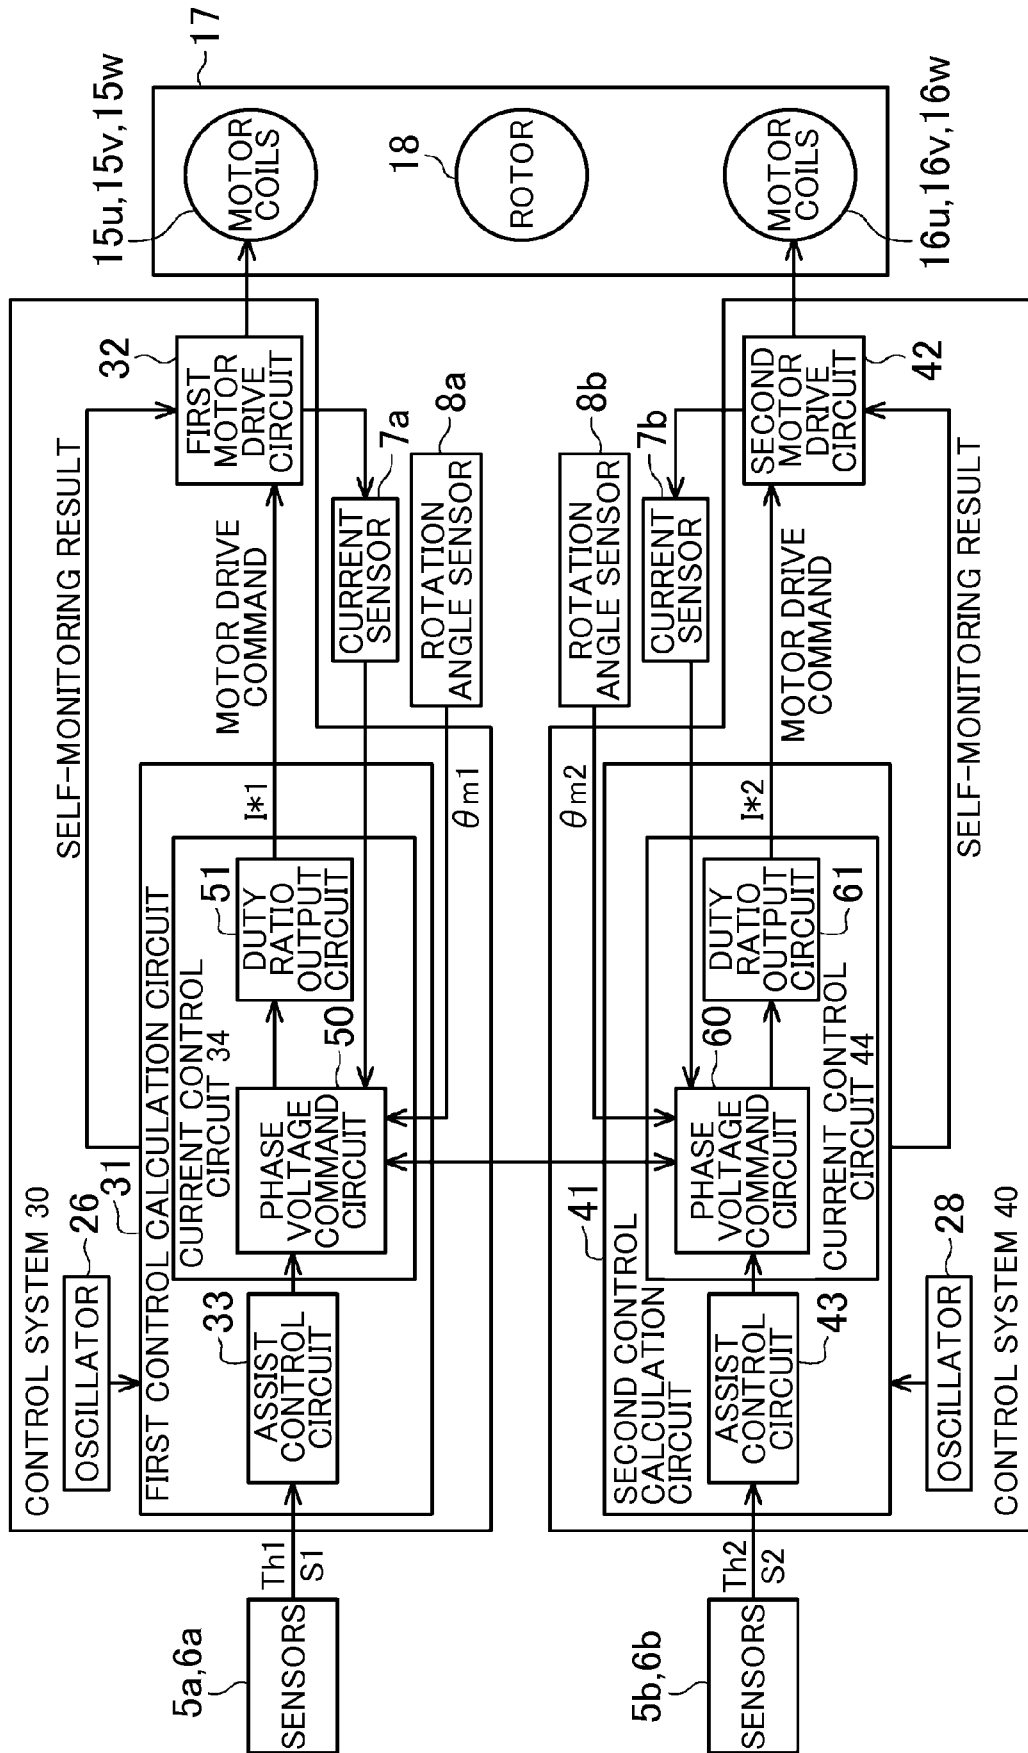 CONTROL SYSTEM 30
OSCILLATOR
26
31
FIRST CONTROL CALCULATION CIRCUIT
CURRENT CONTROL
CIRCUIT 34
SELF-MONITORING RESULT
5a,6a
SENSORS
Th1
S1
33
ASSIST
CONTROL
CIRCUIT
PHASE
VOLTAGE
COMMAND
CIRCUIT
50
DUTY
RATIO
OUTPUT
CIRCUIT
51
I*1
MOTOR DRIVE
COMMAND
FIRST
MOTOR
DRIVE
CIRCUIT
32
CURRENT
SENSOR
7a
ROTATION
ANGLE SENSOR
8a
θm1
15u,15v,15w
MOTOR
COILS
17
18
ROTOR
MOTOR
COILS
16u,16v,16w
θm2
ROTATION
ANGLE SENSOR
8b
CURRENT
SENSOR
7b
41
SECOND CONTROL
CALCULATION
CIRCUIT
5b,6b
SENSORS
Th2
S2
ASSIST
CONTROL
CIRCUIT
43
60
PHASE
VOLTAGE
COMMAND
CIRCUIT
DUTY
RATIO
OUTPUT
CIRCUIT
61
CURRENT CONTROL
CIRCUIT 44
I*2
MOTOR DRIVE
COMMAND
SECOND
MOTOR
DRIVE
CIRCUIT
42
OSCILLATOR
28
SELF-MONITORING RESULT
CONTROL SYSTEM 40